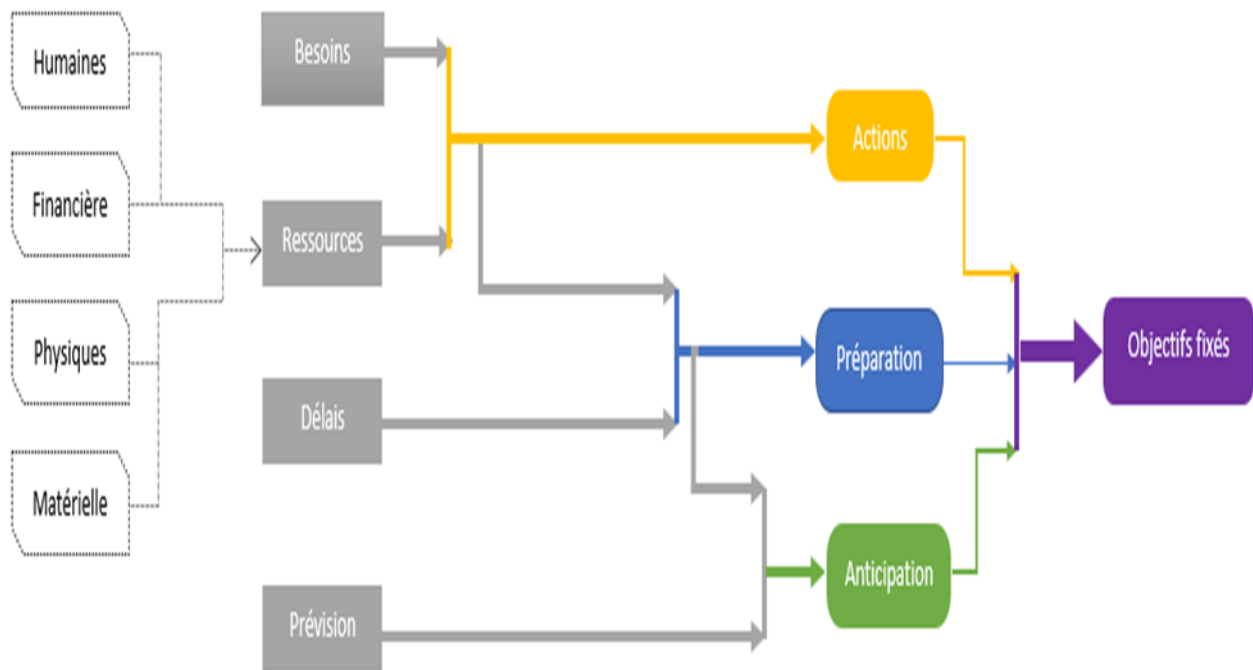 Humaines
Financière
Physiques
Matérielle
Besoins
Ressources
Délais
Prévision
Actions
Préparation
Anticipation
Objectifs fixés